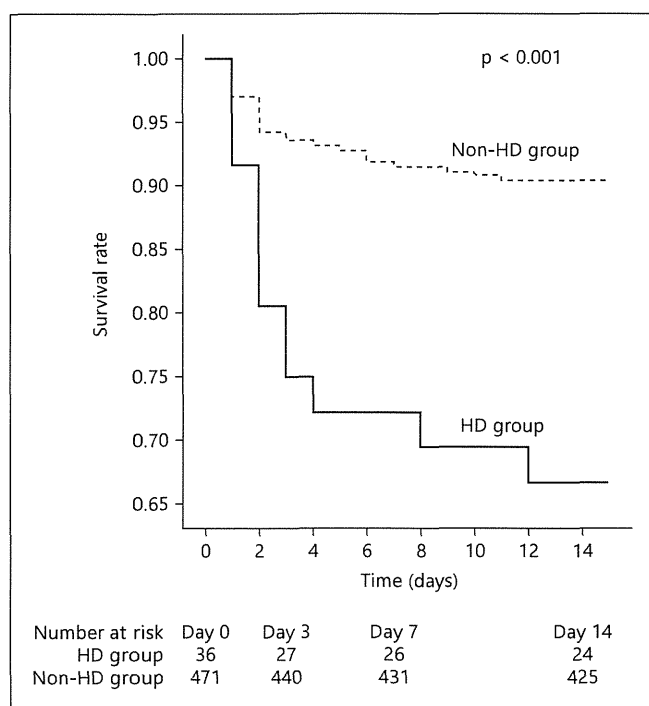 p < 0.001
1.00
0.95
0.90
0.85
0.80
0.75
0.70
0.65
Survival rate
Non-HD group
HD group
0 2 4 6 8 10 12 14
Time (days)
Number at risk Day 0 Day 3 Day 7 Day 14
HD group 36 27 26 24
Non-HD group 471 440 431 425